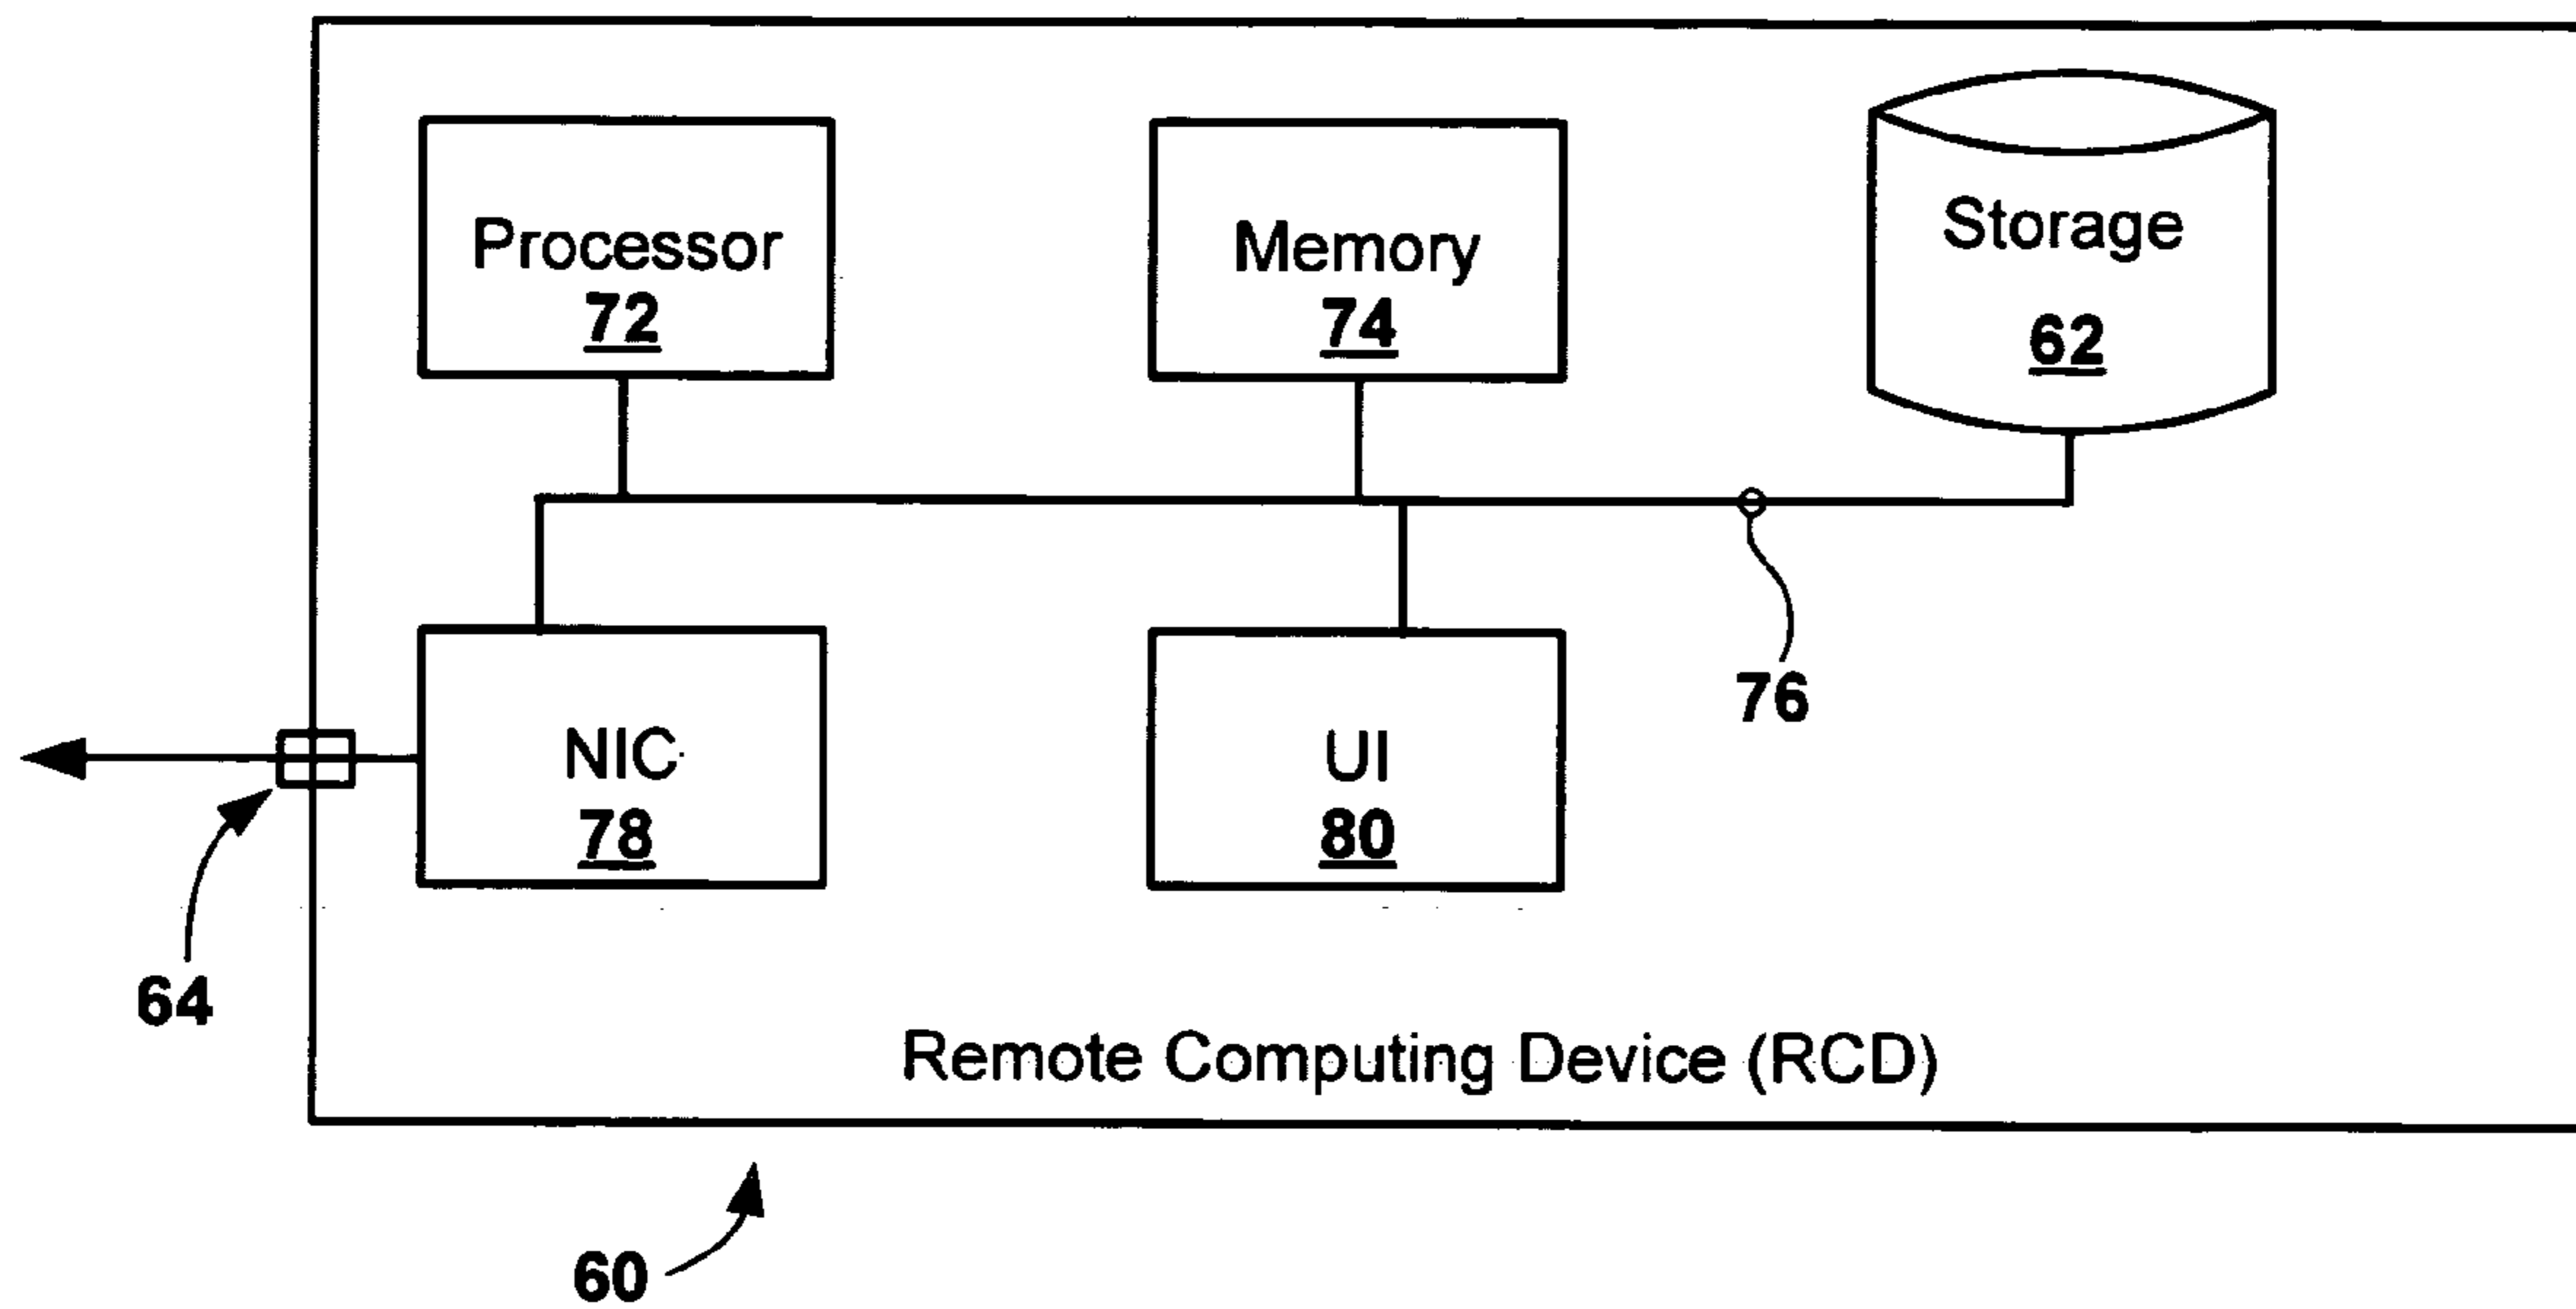 Processor
72
Memory
74
Storage
62
76
NIC
78
UI
80
64
Remote Computing Device (RCD)
60